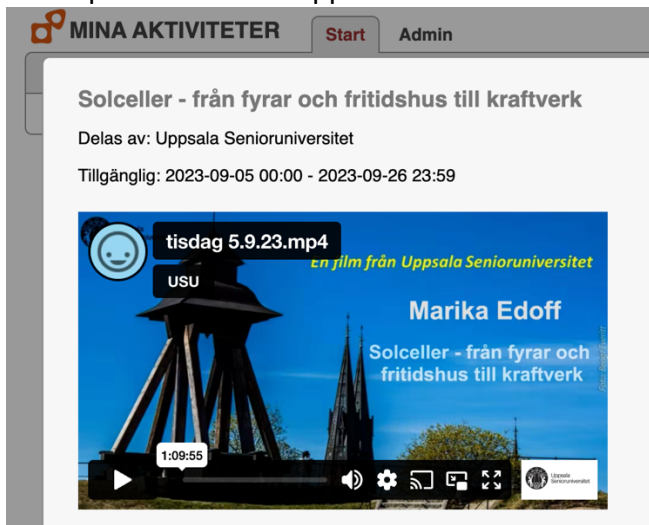 MINA AKTIVITETER
Start
Admin
Solceller - från fyrar och fritidshus till kraftverk
Delas av: Uppsala Senioruniversitet
Tillgänglig: 2023-09-05 00:00 - 2023-09-26 23:59
tisdag 5.9.23.mp4
USU
En film från Uppsala Senioruniversitet
Marika Edoff
Solceller - från fyrar och
fritidshus till kraftverk
1:09:55
Uppsala
Senioruniversitet